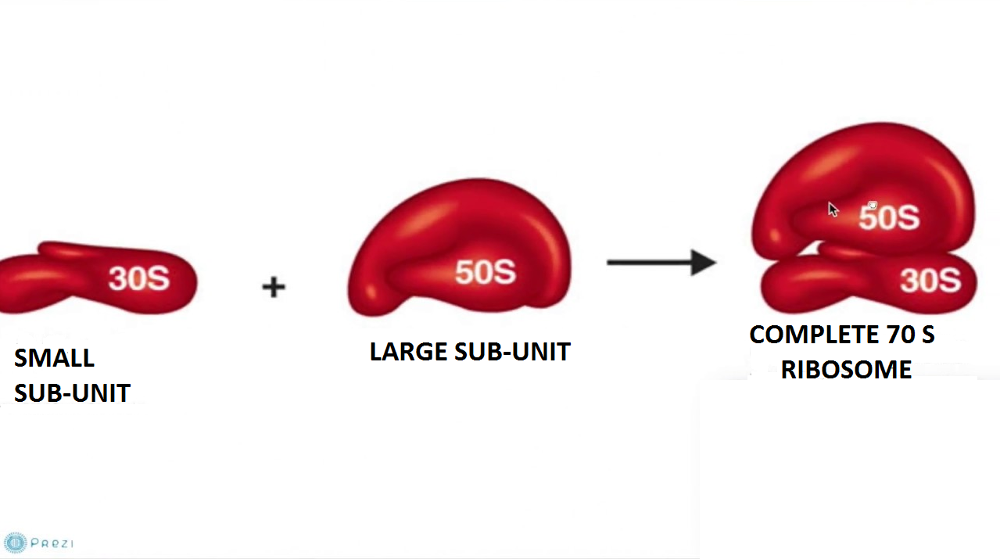 30S
+
50S
50S
30S
SMALL
SUB-UNIT
LARGE SUB-UNIT
COMPLETE 70 S
RIBOSOME
PREZI